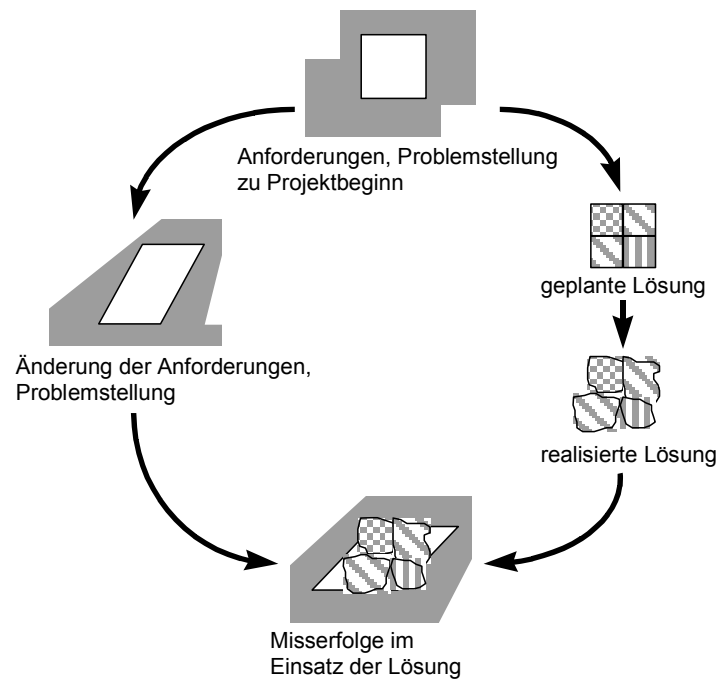 Anforderungen, Problemstellung
zu Projektbeginn
geplante Lösung
Änderung der Anforderungen,
Problemstellung
realisierte Lösung
Misserfolge im
Einsatz der Lösung